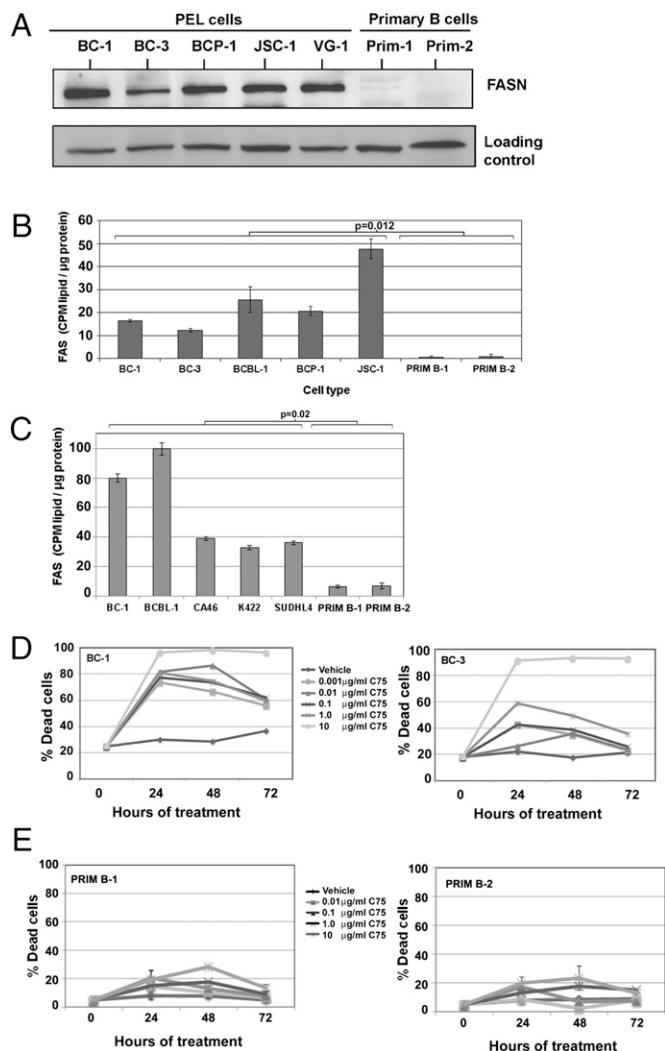 A
PEL cells Primary B cells
BC-1 BC-3 BCP-1 JSC-1 VG-1 Prim-1 Prim-2
FASN
Loading
control
B
FAS (CPM lipid / µg protein)
60
50
40
30
20
10
0
p=0.012
BC-1 BC-3 BCBL-1 BCP-1 JSC-1 PRIM B-1 PRIM B-2
Cell type
C
FAS (CPM lipid / µg protein)
100
80
60
40
20
0
p=0.02
BC-1 BCBL-1 CA46 K422 SUDHL4 PRIM B-1 PRIM B-2
D
% Dead cells
100
80
60
40
20
0
BC-1
0 24 48 72
Hours of treatment
Vehicle
0.001µg/ml C75
0.01 µg/ml C75
0.1 µg/ml C75
1.0 µg/ml C75
10 µg/ml C75
% Dead cells
100
80
60
40
20
0
BC-3
0 24 48 72
Hours of treatment
E
% Dead cells
100
80
60
40
20
0
PRIM B-1
0 24 48 72
Hours of treatment
Vehicle
0.01µg/ml C75
0.1 µg/ml C75
1.0 µg/ml C75
10 µg/ml C75
% Dead cells
100
80
60
40
20
0
PRIM B-2
0 24 48 72
Hours of treatment